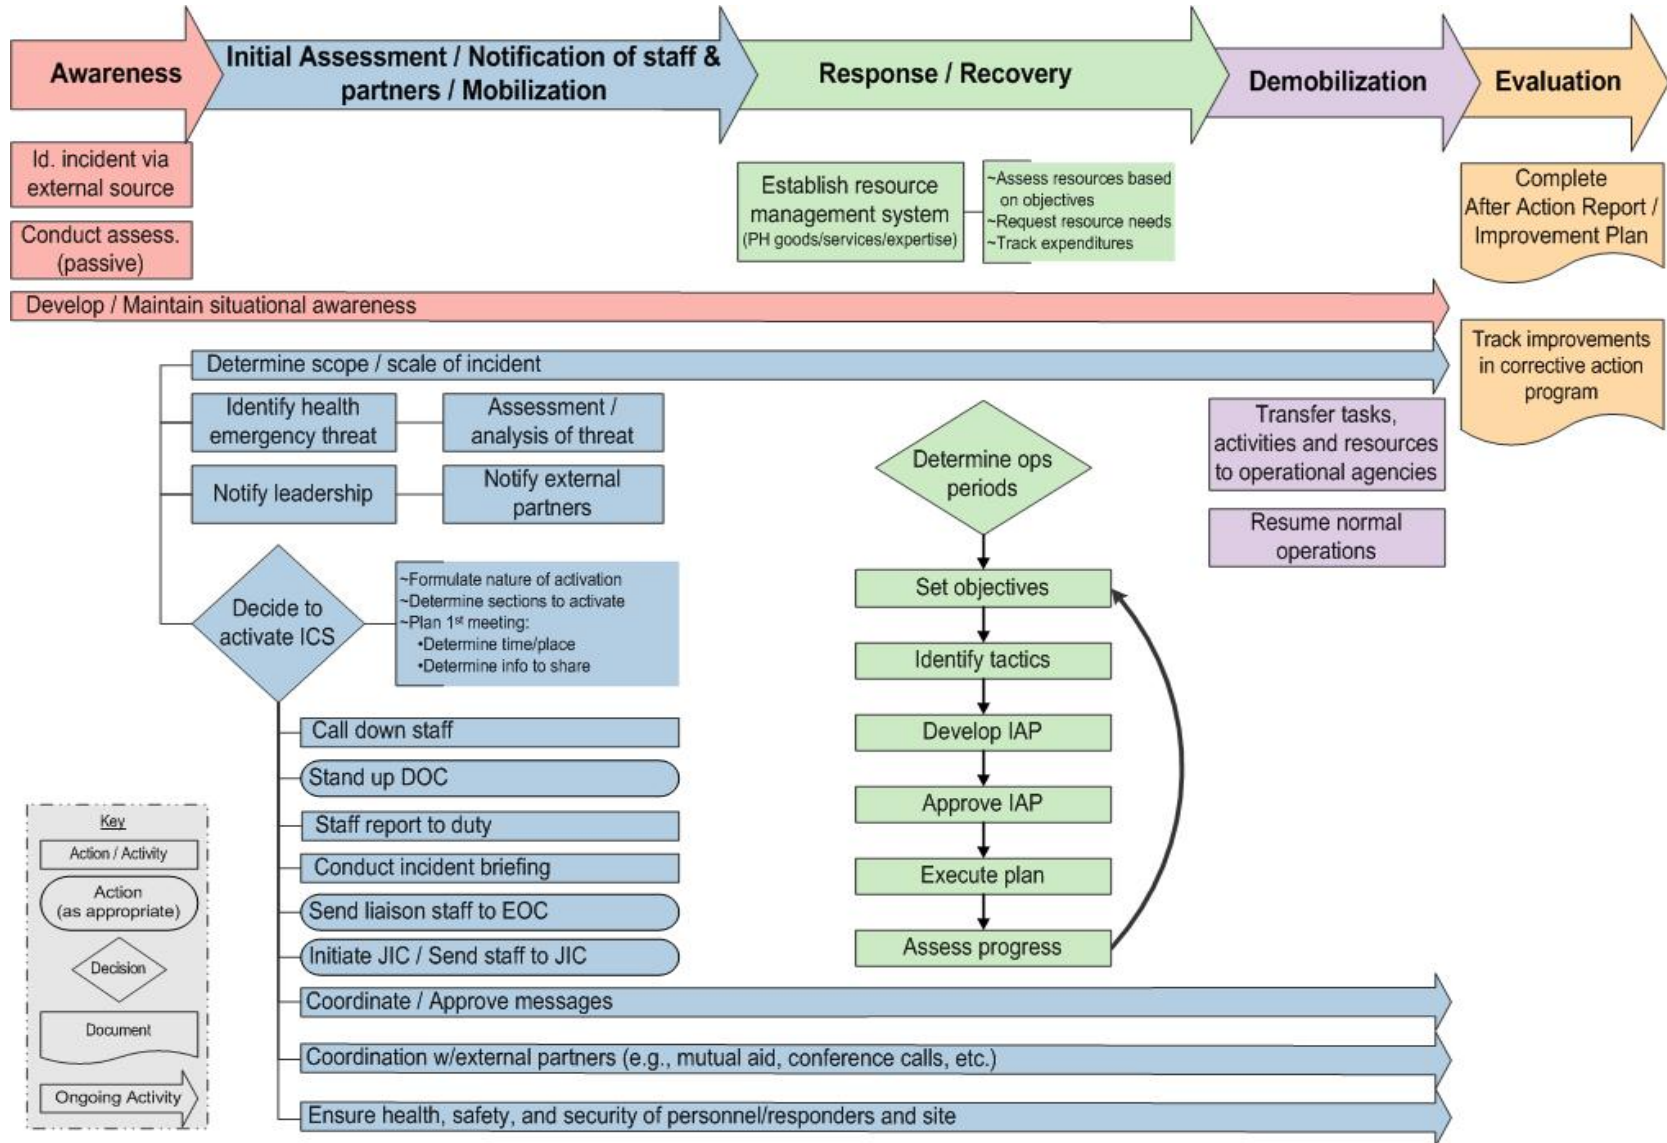 Awareness
Initial Assessment / Notification of staff &
partners / Mobilization
Response / Recovery
Demobilization
Evaluation
Id. incident via
external source
Conduct assess.
(passive)
Establish resource
management system
(PH goods/services/expertise)
~Assess resources based
on objectives
~Request resource needs
~Track expenditures
Complete
After Action Report /
Improvement Plan
Develop / Maintain situational awareness
Track improvements
in corrective action
program
Determine scope / scale of incident
Identify health
emergency threat
Assessment /
analysis of threat
Notify leadership
Notify external
partners
Decide to
activate ICS
~Formulate nature of activation
~Determine sections to activate
~Plan 1st meeting:
•Determine time/place
•Determine info to share
Call down staff
Stand up DOC
Staff report to duty
Conduct incident briefing
Send liaison staff to EOC
Initiate JIC / Send staff to JIC
Coordinate / Approve messages
Coordination w/external partners (e.g., mutual aid, conference calls, etc.)
Ensure health, safety, and security of personnel/responders and site
Determine ops
periods
Set objectives
Identify tactics
Develop IAP
Approve IAP
Execute plan
Assess progress
Transfer tasks,
activities and resources
to operational agencies
Resume normal
operations
Key
Action / Activity
Action
(as appropriate)
Decision
Document
Ongoing Activity